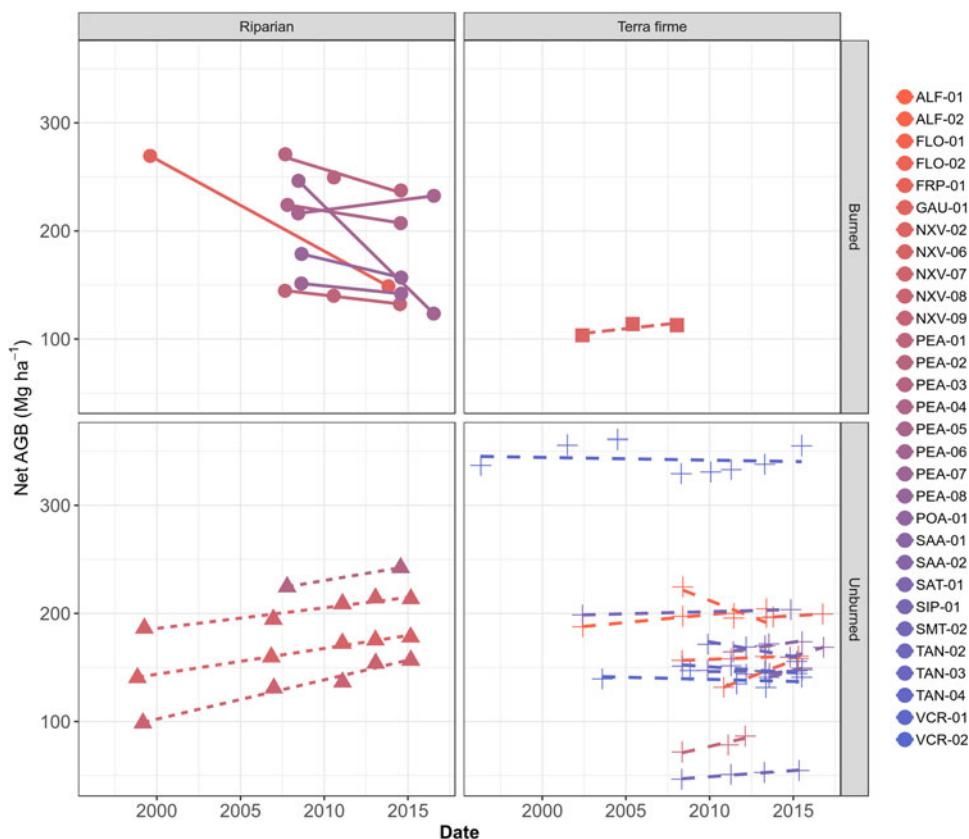 Riparian
Terra firme
Net AGB (Mg ha⁻¹)
300
200
100
Burned
300
200
100
Unburned
2000 2005 2010 2015
2000 2005 2010 2015
Date
ALF-01
ALF-02
FLO-01
FLO-02
FRP-01
GAU-01
NXV-02
NXV-06
NXV-07
NXV-08
NXV-09
PEA-01
PEA-02
PEA-03
PEA-04
PEA-05
PEA-06
PEA-07
PEA-08
POA-01
SAA-01
SAA-02
SAT-01
SIP-01
SMT-02
TAN-02
TAN-03
TAN-04
VCR-01
VCR-02